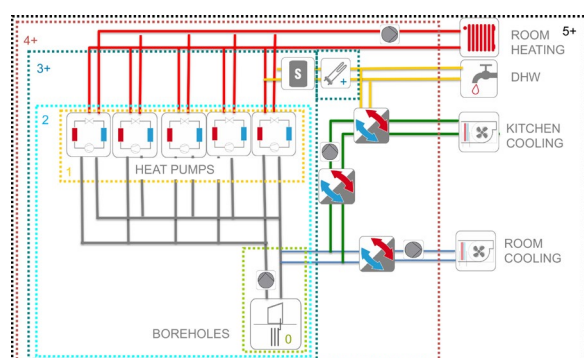 4+
5+
ROOM
HEATING
3+
S
+
DHW
2
KITCHEN
COOLING
HEAT PUMPS
1
ROOM
COOLING
BOREHOLES
0